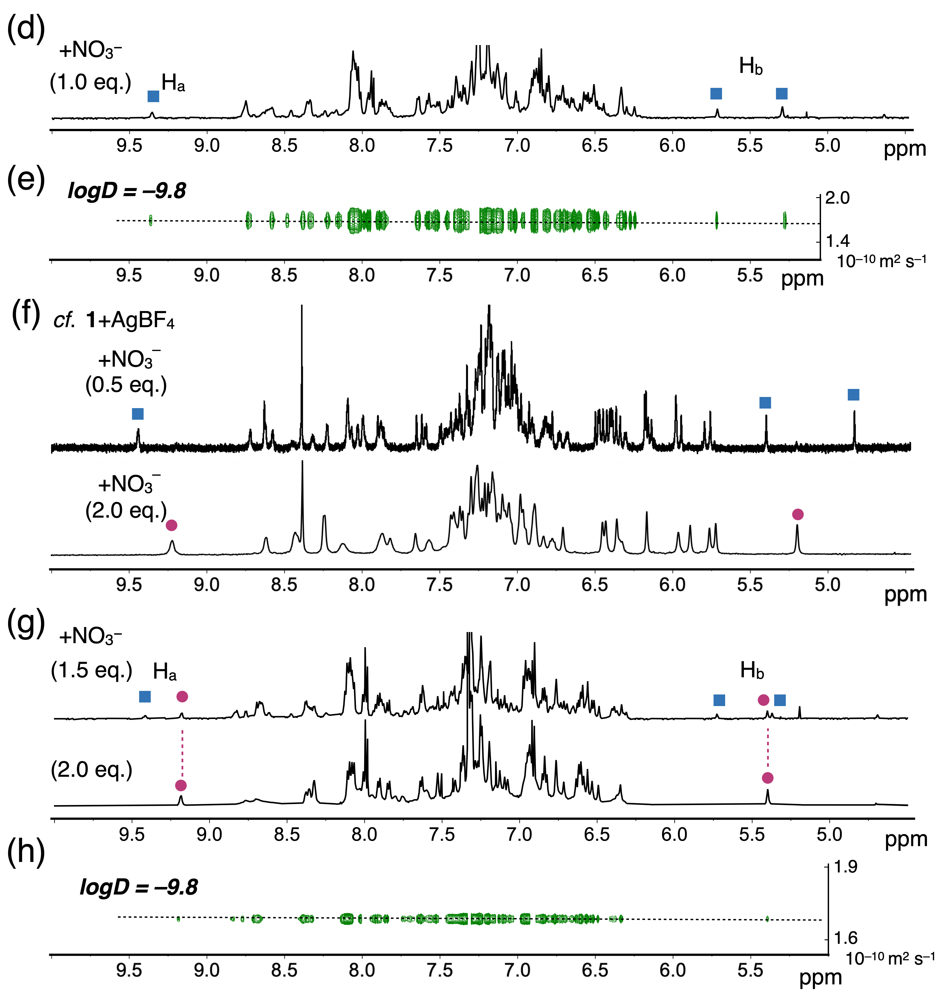 (d)
+NO₃⁻
(1.0 eq.)
Hₐ
H_b
9.5 9.0 8.5 8.0 7.5 7.0 6.5 6.0 5.5 5.0 ppm
(e)
logD = –9.8
2.0
1.4
10⁻¹⁰ m² s⁻¹
9.5 9.0 8.5 8.0 7.5 7.0 6.5 6.0 5.5 ppm
(f) cf. 1+AgBF₄
+NO₃⁻
(0.5 eq.)
+NO₃⁻
(2.0 eq.)
9.5 9.0 8.5 8.0 7.5 7.0 6.5 6.0 5.5 5.0 ppm
(g)
+NO₃⁻
(1.5 eq.)
Hₐ
H_b
(2.0 eq.)
9.5 9.0 8.5 8.0 7.5 7.0 6.5 6.0 5.5 5.0 ppm
(h)
logD = –9.8
1.9
1.6
10⁻¹⁰ m² s⁻¹
9.5 9.0 8.5 8.0 7.5 7.0 6.5 6.0 5.5 ppm